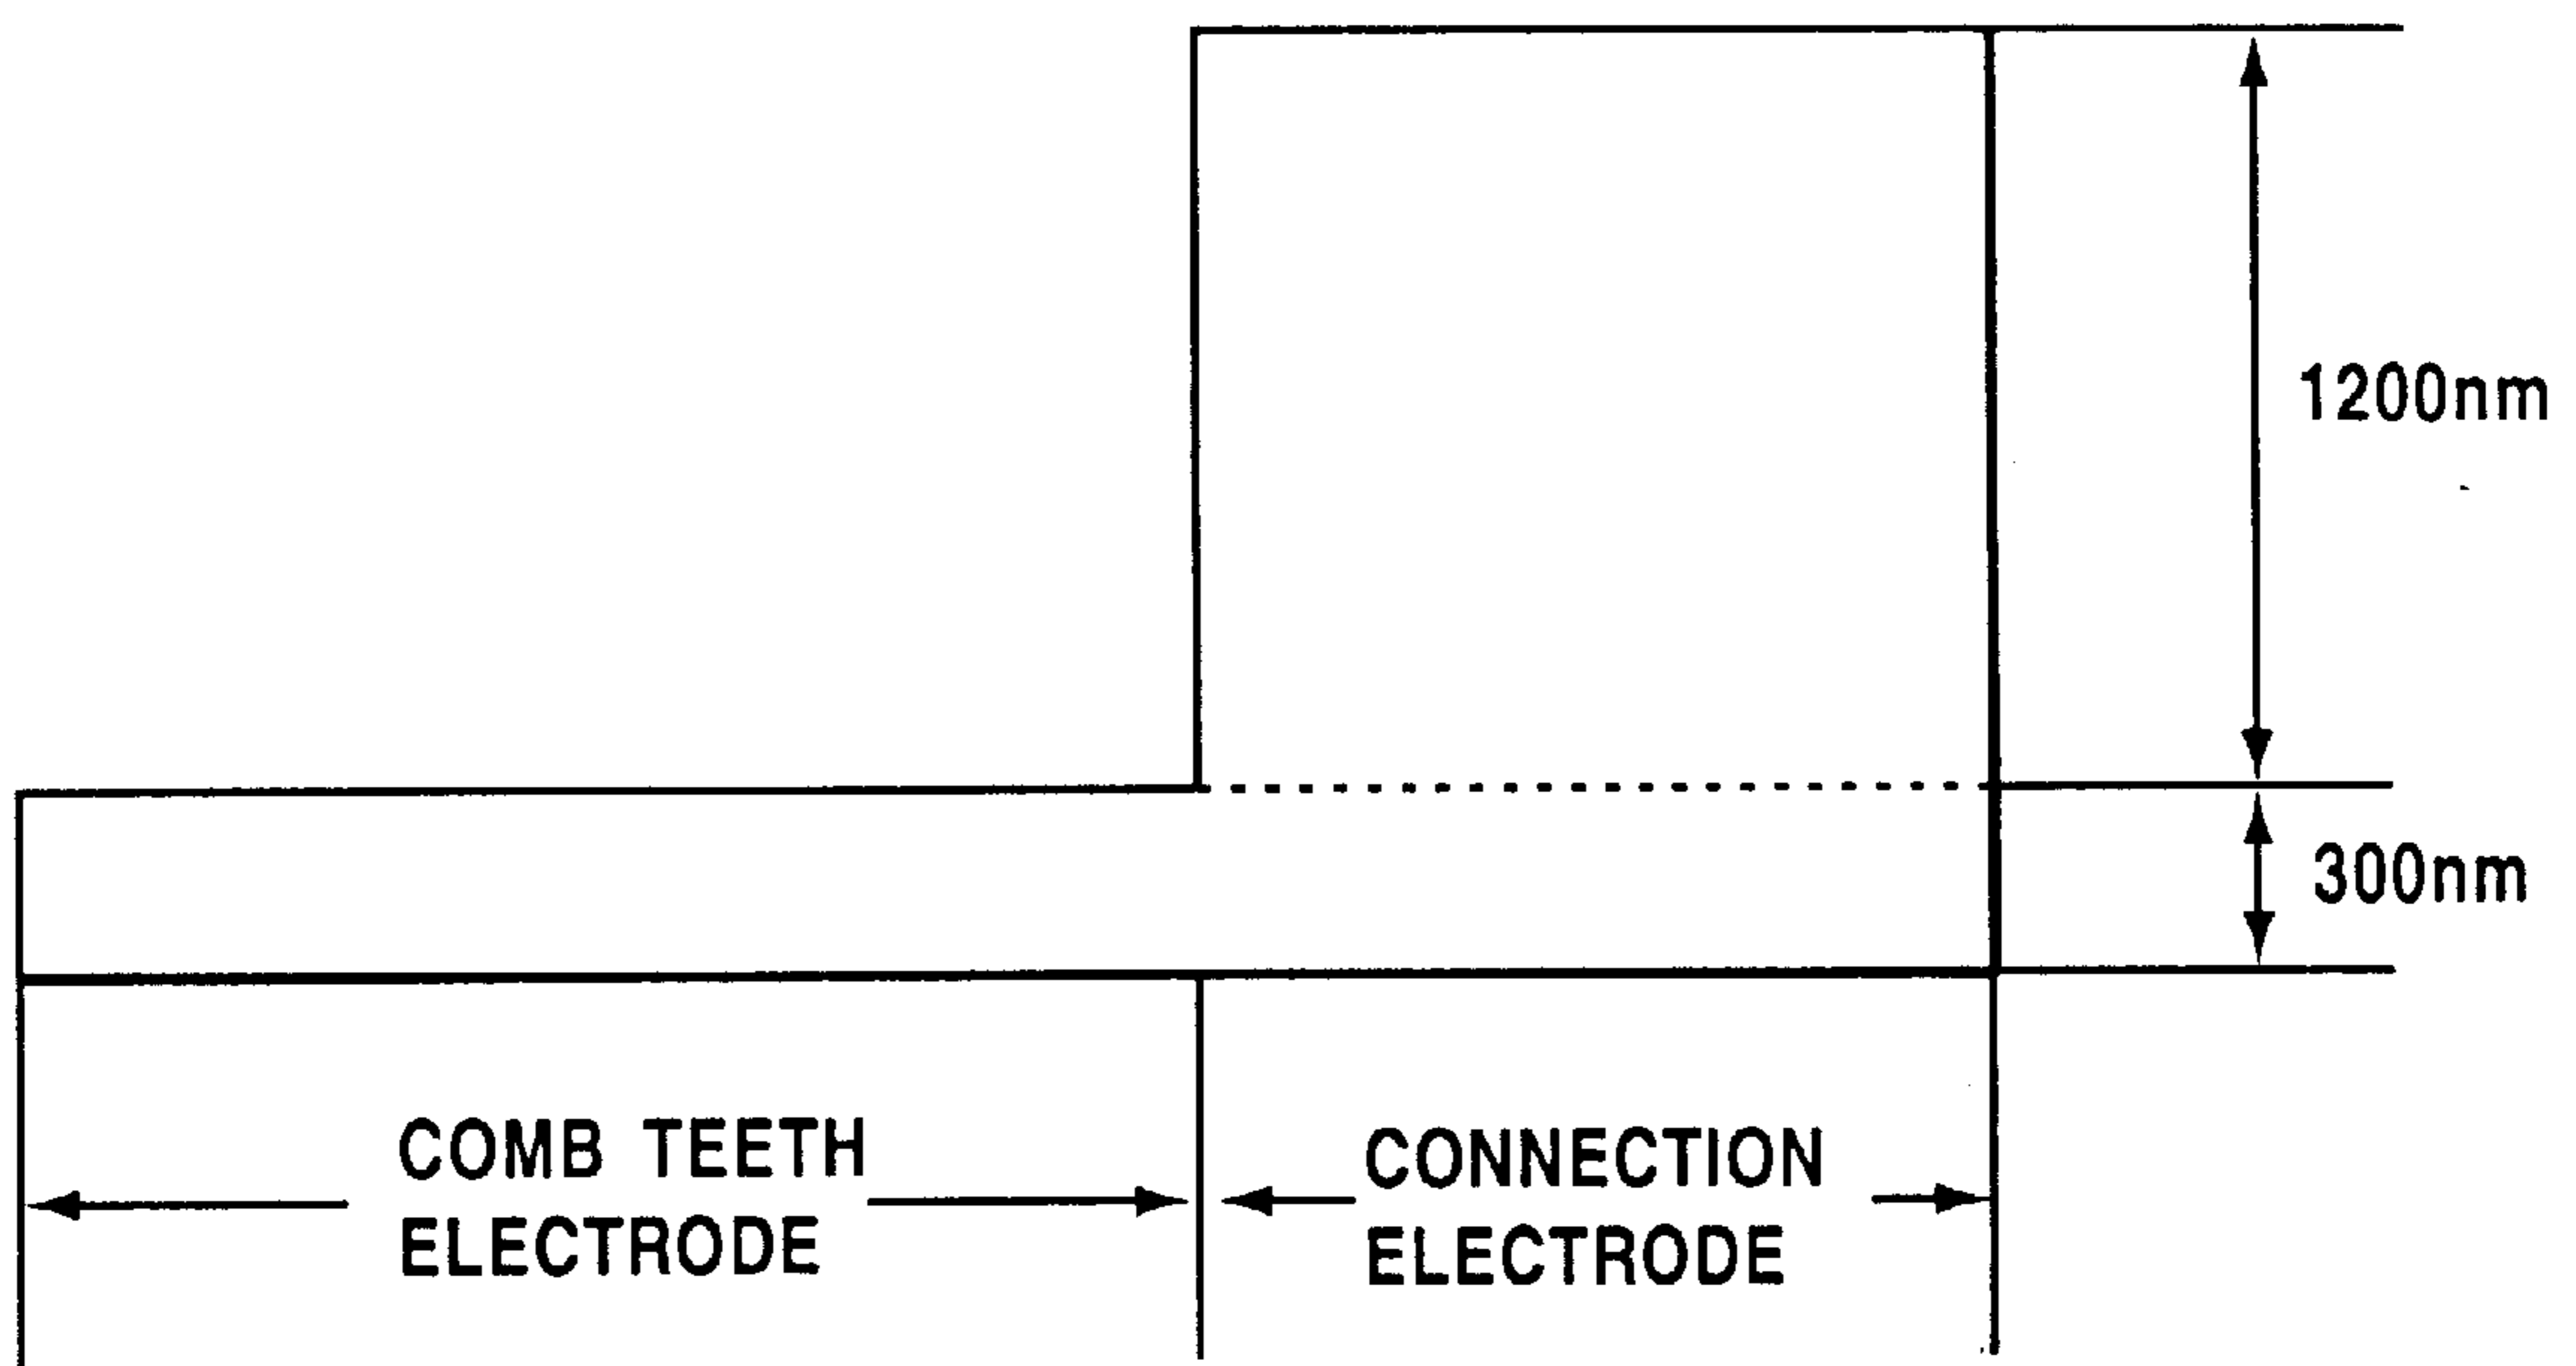 1200nm
300nm
COMB TEETH
ELECTRODE
CONNECTION
ELECTRODE